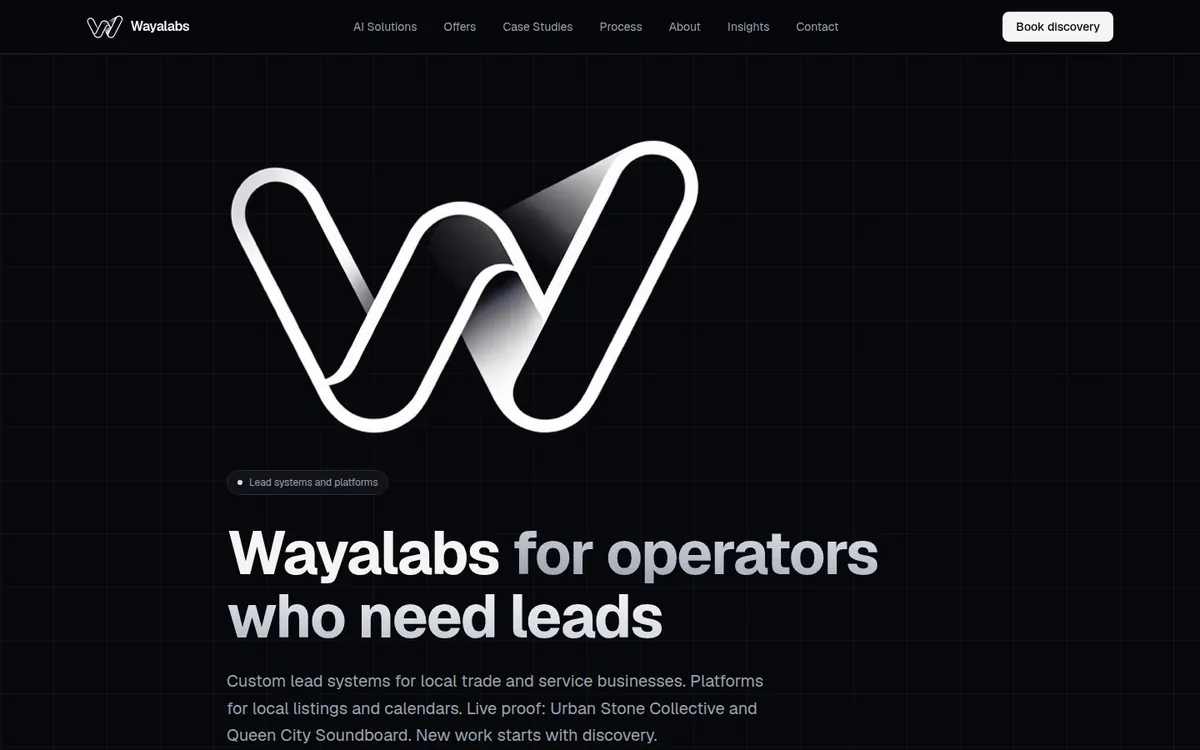 Wayalabs
AI Solutions
Offers
Case Studies
Process
About
Insights
Contact
Book discovery
Lead systems and platforms
Wayalabs for operators
who need leads
Custom lead systems for local trade and service businesses. Platforms
for local listings and calendars. Live proof: Urban Stone Collective and
Queen City Soundboard. New work starts with discovery.